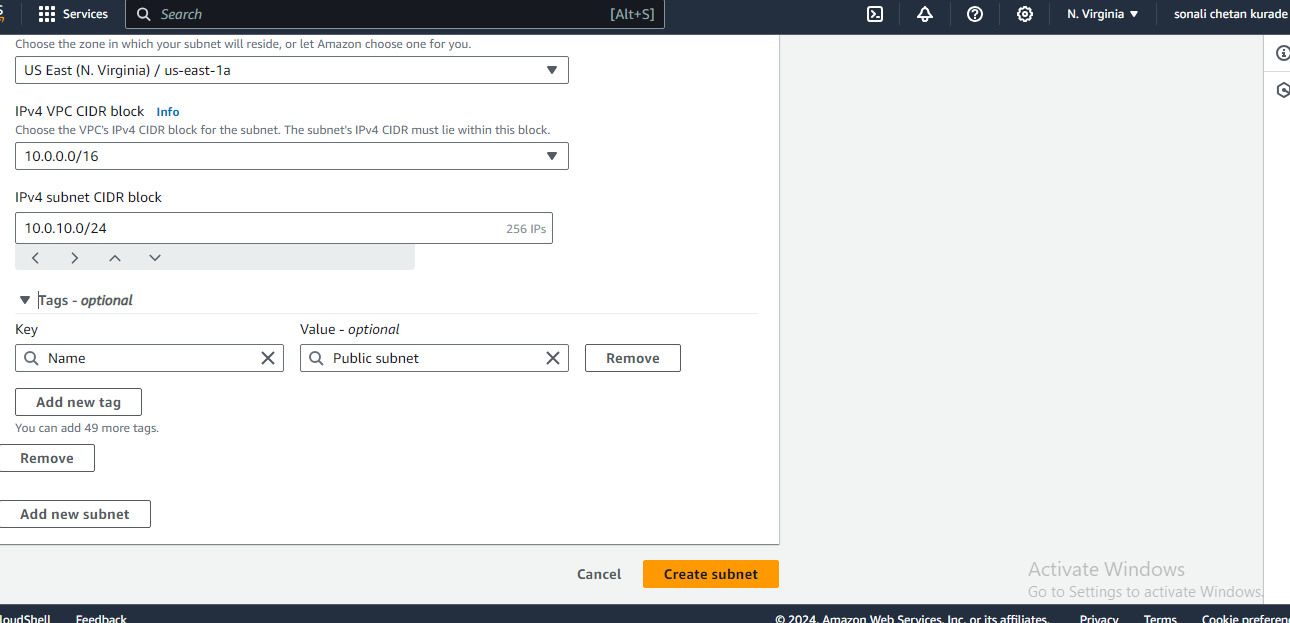 Services Search [Alt+S] N. Virginia sonali chetan kurade
Choose the zone in which your subnet will reside, or let Amazon choose one for you.
US East (N. Virginia) / us-east-1a
IPv4 VPC CIDR block Info
Choose the VPC's IPv4 CIDR block for the subnet. The subnet's IPv4 CIDR must lie within this block.
10.0.0.0/16
IPv4 subnet CIDR block
10.0.10.0/24 256 IPs
Tags - optional
Key Value - optional
Name Public subnet Remove
Add new tag
You can add 49 more tags.
Remove
Add new subnet
Cancel Create subnet
Activate Windows
Go to Settings to activate Windows.
loudShell Feedback © 2024, Amazon Web Services, Inc. or its affiliates. Privacy Terms Cookie preferen